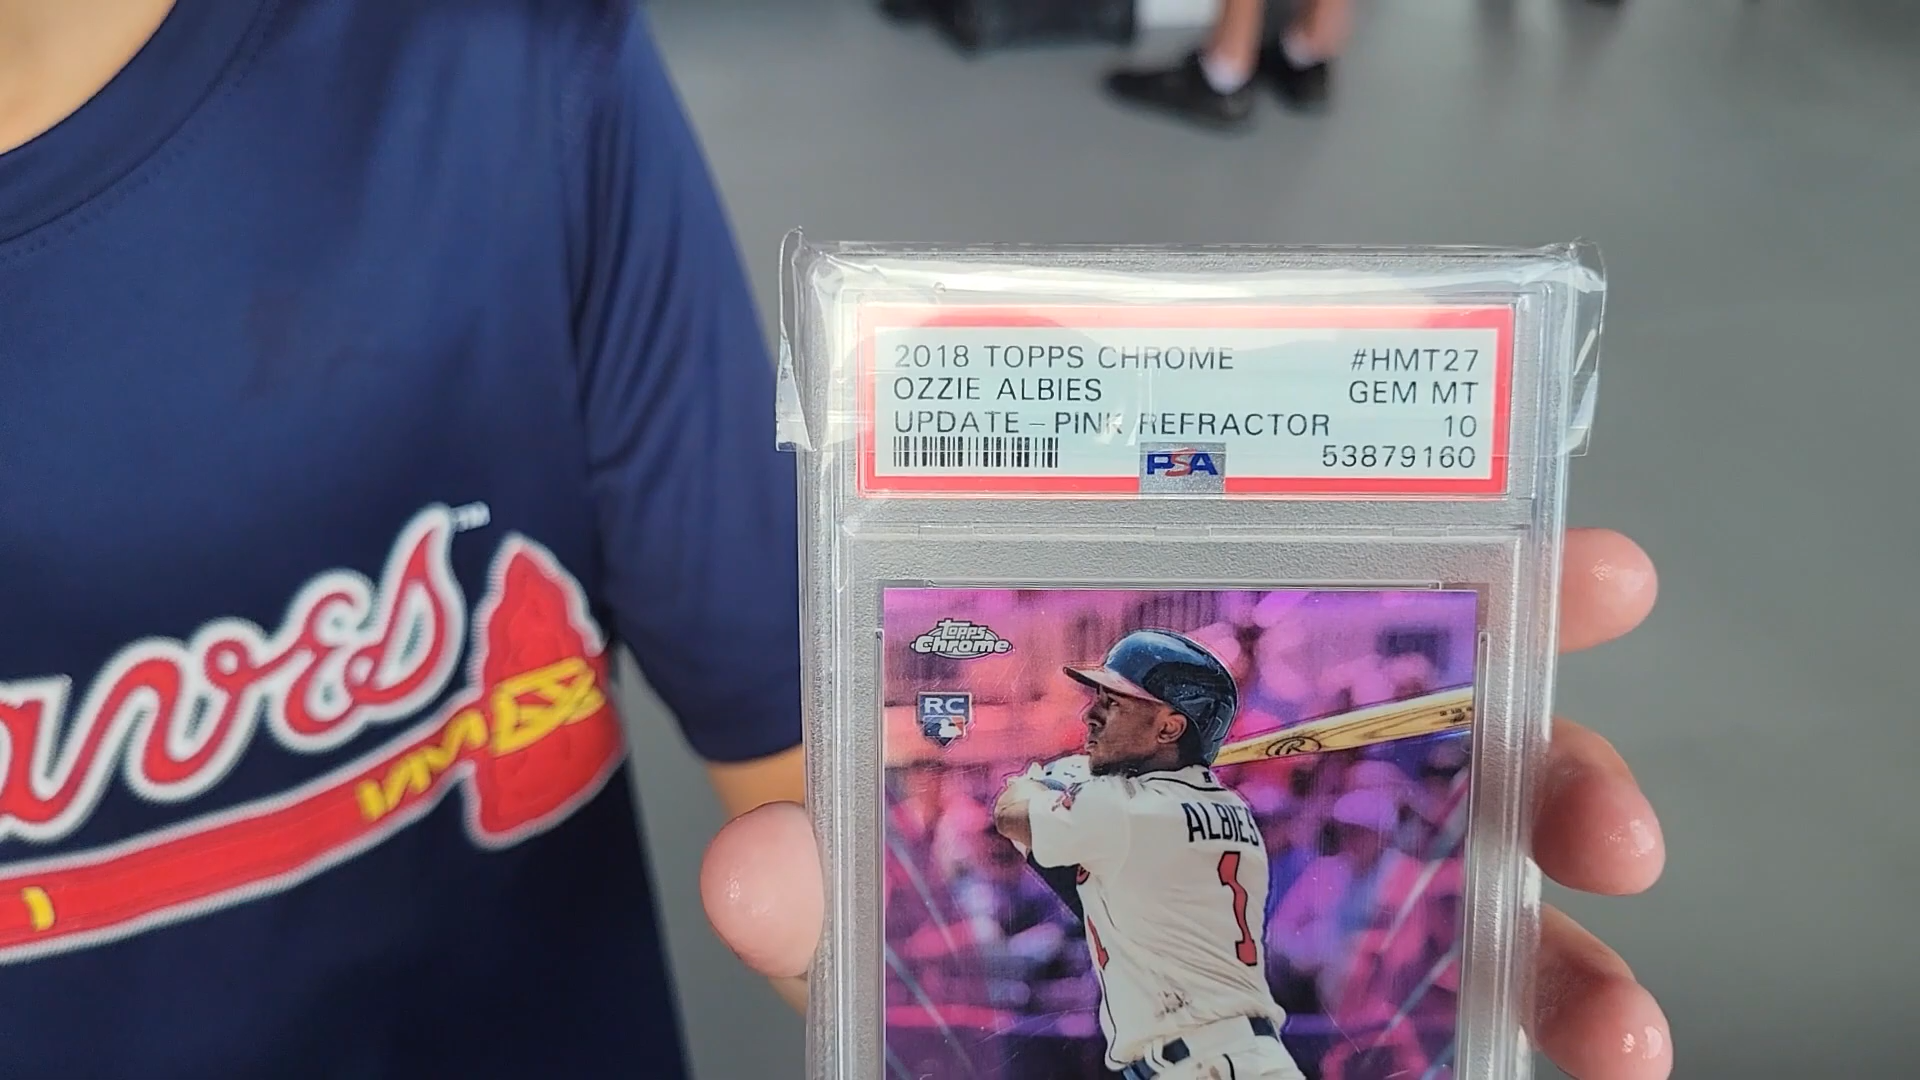 aves™
2018 TOPPS CHROME #HMT27
OZZIE ALBIES GEM MT
UPDATE - PINK REFRACTOR 10
PSA 53879160
Topps
Chrome
RC
R
ALBIES
1